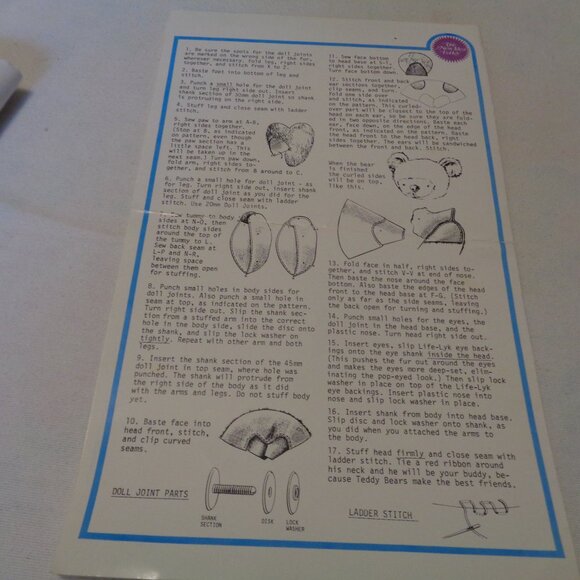 1. Be sure the spots for the doll joints
are marked on the wrong side of the fur.
Wherever necessary, fold leg, right sides
together, and stitch from K to
2. Baste feet into bottom of leg and
stitch.
3. Punch a small hole for the doll joint
and turn leg right side out. Insert
shank section of 30mm doll joint so shank
is protruding on the right side.
4. Stuff leg and close seam with ladder
stitch.
5. Sew paw to arm at A-B,
right sides together.
(Stop at B, as indicated
on pattern, even though
the paw section has a
little space left. This
will be taken up in the
next seam.) Turn paw down,
fold arm, right sides to-
gether, and stitch from B around to C.
6. Punch a small hole for doll joint - as
for leg. Turn right side out, insert shank
section of doll joint as you did for the
leg. Stuff and close seam with ladder
stitch. Use 20mm Doll Joints.
7. Sew tummy to body
sides at N-O, then
stitch body sides
around the top of
the tummy to L.
Sew back seam at
L-P and N-R,
leaving space
between them open
for stuffing.
8. Punch small holes in body sides for
doll joints. Also punch a small hole in
seam at top, as indicated on the pattern.
Turn right side out. Slip the shank sec-
tion from a stuffed arm into the correct
hole in the body side, slide the disc onto
the shank, and slip the lock washer on
tightly. Repeat with other arm and both
legs.
9. Insert the shank section of the 45mm
doll joint in top seam, where hole was
punched. The shank will protrude from
the right side of the body as it did
with the arms and legs. Do not stuff body
yet.
10. Baste face into
head front, stitch,
and clip curved
seams.
DOLL JOINT PARTS
SHANK
SECTION
DISK
LOCK
WASHER
11. Sew face bottom
to head base at S-T,
right sides together.
Turn face bottom down.
12. Stitch front and back
ear sections together,
clip seams, and turn.
Fold one side over
and stitch, as indicated
on the pattern. This curled-
over part will be closest to the top of the
head on each ear, so be sure they are fold-
ed in two opposite directions. Baste each
ear, face down, on the edge of the head
front, as indicated on the pattern. Baste
the head front to the head back, right
sides together. The ears will be sandwiched
between the front and back. Stitch.
When the bear
is finished
the curled sides
will be on top,
like this.
13. Fold face in half, right sides to-
gether, and stitch V-V at end of nose.
Then baste the nose around the face
bottom. Also baste the edges of the head
front to the head base at F-G. (Stitch
only as far as the side seams, leaving
the back open for turning and stuffing.)
14. Punch small holes for the eyes, the
doll joint in the head base, and the
plastic nose. Turn head right side out.
15. Insert eyes, slip Life-Lyk eye back-
ings onto the eye shank inside the head.
(This pushes the fur out around the eyes
and makes the eyes more deep-set, elim-
inating the pop-eyed look.) Then slip lock
washer in place on top of the Life-Lyk
eye backings. Insert plastic nose into
nose and slip lock washer in place.
16. Insert shank from body into head base.
Slip disc and lock washer onto shank, as
you did when you attached the arms to
the body.
17. Stuff head firmly and close seam with
ladder stitch. Tie a red ribbon around
his neck and he will be your buddy, be-
cause Teddy Bears make the best friends.
LADDER STITCH